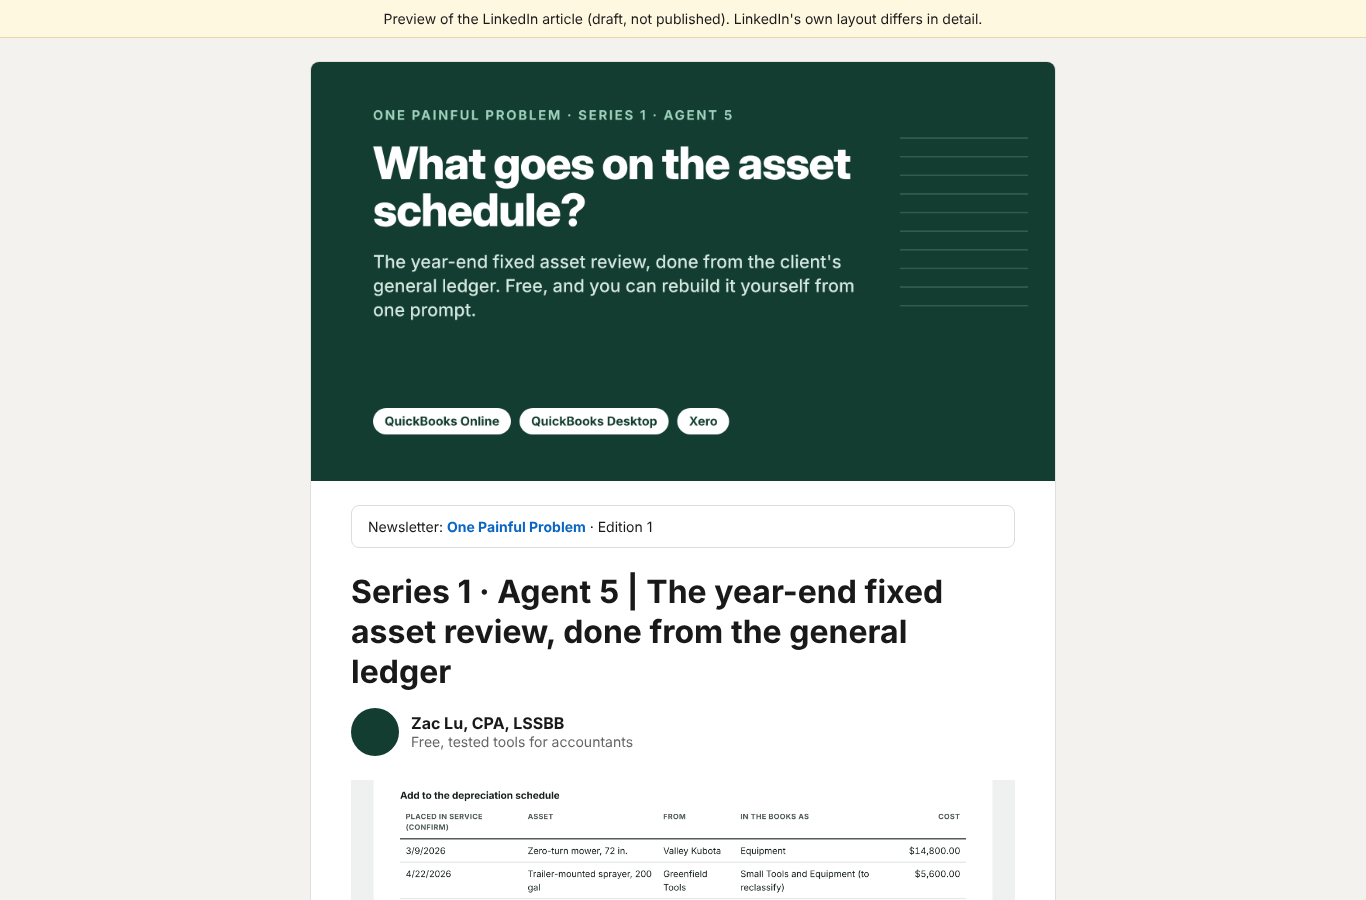 Preview of the LinkedIn article (draft, not published). LinkedIn's own layout differs in detail.
ONE PAINFUL PROBLEM · SERIES 1 · AGENT 5
What goes on the asset
schedule?
The year-end fixed asset review, done from the client's
general ledger. Free, and you can rebuild it yourself from
one prompt.
QuickBooks Online QuickBooks Desktop Xero
Newsletter: One Painful Problem · Edition 1
Series 1 · Agent 5 | The year-end fixed
asset review, done from the general
ledger
Zac Lu, CPA, LSSBB
Free, tested tools for accountants
Add to the depreciation schedule
PLACED IN SERVICE ASSET FROM IN THE BOOKS AS COST
(CONFIRM)
3/9/2026 Zero-turn mower, 72 in. Valley Kubota Equipment $14,800.00
4/22/2026 Trailer-mounted sprayer, 200 Greenfield Small Tools and Equipment (to $5,600.00
gal Tools reclassify)